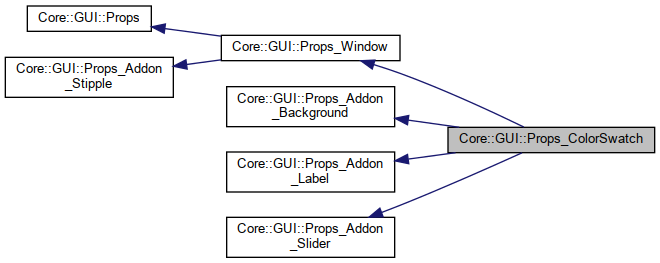 Core::GUI::Props
Core::GUI::Props_Window
Core::GUI::Props_Addon
_Stipple
Core::GUI::Props_Addon
_Background
Core::GUI::Props_ColorSwatch
Core::GUI::Props_Addon
_Label
Core::GUI::Props_Addon
_Slider